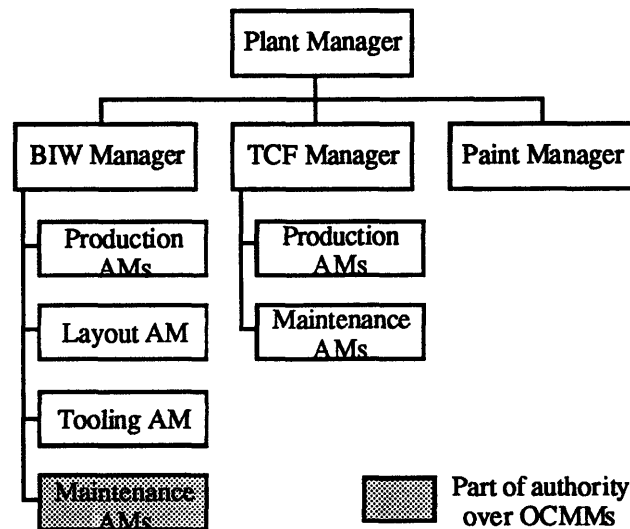 Plant Manager
BIW Manager
TCF Manager
Paint Manager
Production
AMs
Production
AMs
Layout AM
Maintenance
AMs
Tooling AM
Maintenance
AMs
Part of authority
over OCMMs